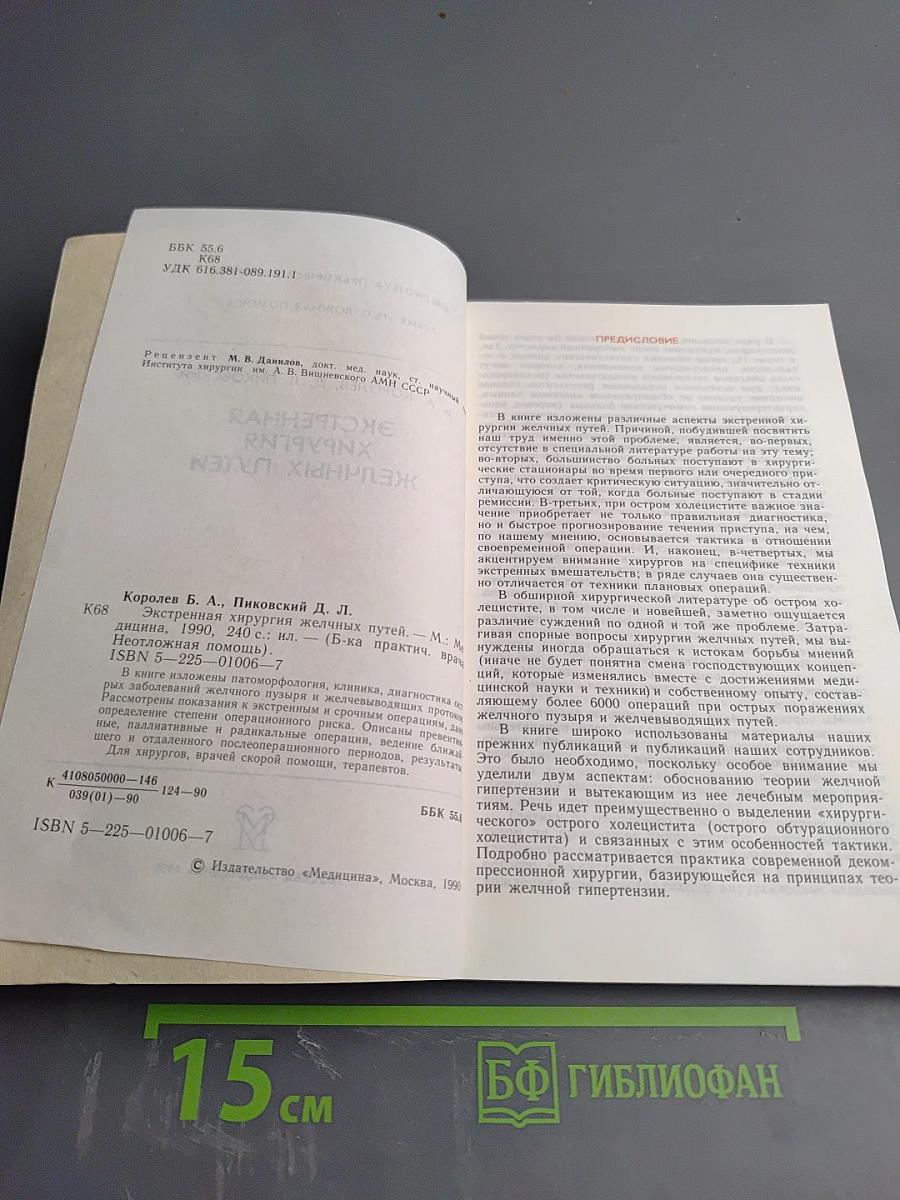 ББК 55.6
К68
УДК 616.381-089.191.1
Рецензент М. В. Данилов, докт. мед. наук, ст. научный
Института хирургии им. А. В. Вишневского АМН СССР
ЭКСТРЕННАЯ
ХИРУРГИЯ
ЖЕЛЧНЫХ ПУТЕЙ
Королев Б. А., Пиковский Д. Л.
К68 Экстренная хирургия желчных путей. — М.: Ме
дицина, 1990, 240 с.: ил. — (Б-ка практич. врача
Неотложная помощь).
ISBN 5—225—01006—7
В книге изложены патоморфология, клиника, диагностика ос
рых заболеваний желчного пузыря и желчевыводящих протоков
Рассмотрены показания к экстренным и срочным операциям, дан
определение степени операционного риска. Описаны превентив
ные, паллиативные и радикальные операции, ведение ближай
шего и отдаленного послеоперационного периодов, результаты
Для хирургов, врачей скорой помощи, терапевтов.
К 4108050000—146
039(01)—90 124—90
ББК 55.6
ISBN 5—225—01006—7
© Издательство «Медицина», Москва, 1990
ПРЕДИСЛОВИЕ
В книге изложены различные аспекты экстренной хи-
рургии желчных путей. Причиной, побудившей посвятить
наш труд именно этой проблеме, является, во-первых,
отсутствие в специальной литературе работы на эту тему;
во-вторых, большинство больных поступают в хирурги-
ческие стационары во время первого или очередного при-
ступа, что создает критическую ситуацию, значительно от-
личающуюся от той, когда больные поступают в стадии
ремиссии. В-третьих, при остром холецистите важное зна-
чение приобретает не только правильная диагностика,
но и быстрое прогнозирование течения приступа, на чем,
по нашему мнению, основывается тактика в отношении
своевременной операции. И, наконец, в-четвертых, мы
акцентируем внимание хирургов на специфике техники
экстренных вмешательств; в ряде случаев она существен-
но отличается от техники плановых операций.
В обширной хирургической литературе об остром хо-
лецистите, в том числе и новейшей, заметно ощущается
различие суждений по одной и той же проблеме. Затра-
гивая спорные вопросы хирургии желчных путей, мы вы-
нуждены иногда обращаться к истокам борьбы мнений
(иначе не будет понятна смена господствующих концеп-
ций, которые изменялись вместе с достижениями меди-
цинской науки и техники) и собственному опыту, состав-
ляющему более 6000 операций при острых поражениях
желчного пузыря и желчевыводящих путей.
В книге широко использованы материалы наших
прежних публикаций и публикаций наших сотрудников.
Это было необходимо, поскольку особое внимание мы
уделили двум аспектам: обоснованию теории желчной
гипертензии и вытекающим из нее лечебным мероприя-
тиям. Речь идет преимущественно о выделении «хирурги-
ческого» острого холецистита (острого обтурационного
холецистита) и связанных с этим особенностей тактики.
Подробно рассматривается практика современной деком-
прессионной хирургии, базирующейся на принципах тео-
рии желчной гипертензии.
15 см
БФ ГИБЛИОФАН